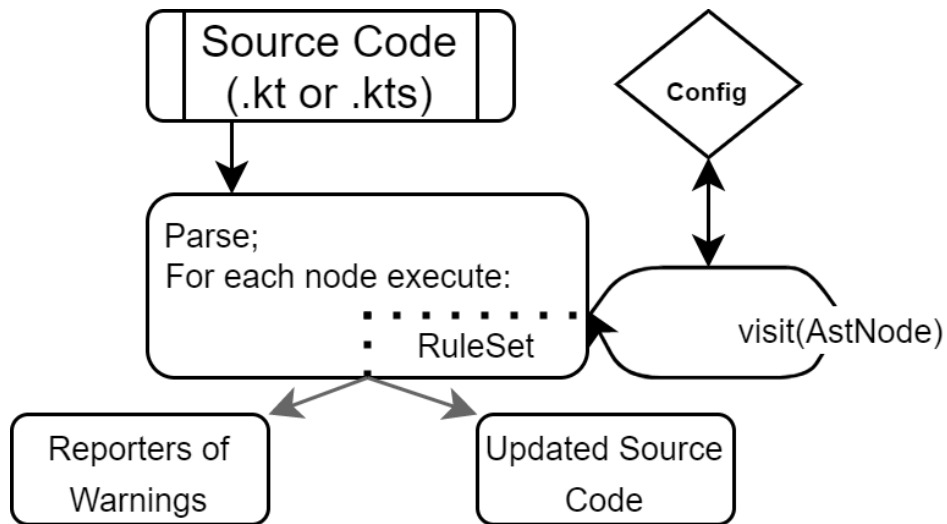 Source Code
(.kt or .kts)
Config
Parse;
For each node execute:
RuleSet
visit(AstNode)
Reporters of
Warnings
Updated Source
Code